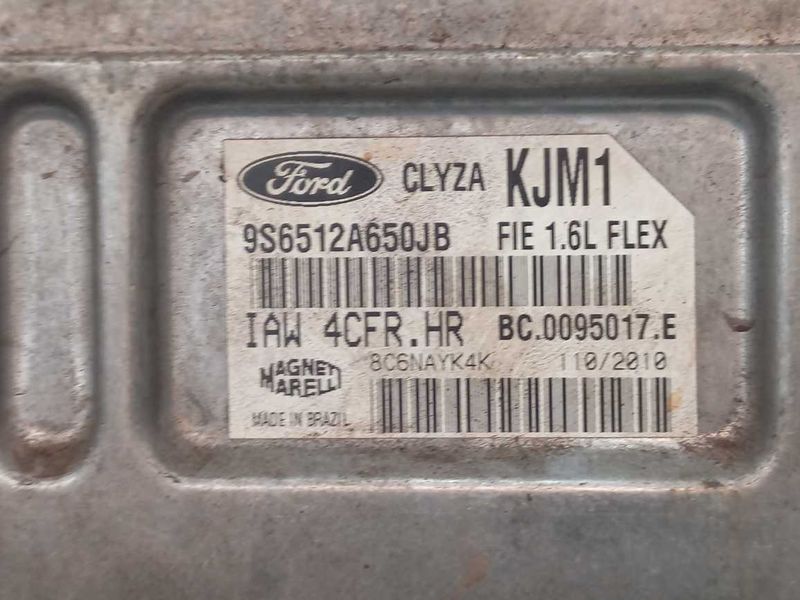 Ford CLYZA KJM1
9S6512A650JB FIE 1.6L FLEX
IAW 4CFR.HR BC.0095017.E
8C6NAYK4K 110/2010
MAGNETI
MARELLI
MADE IN BRAZIL